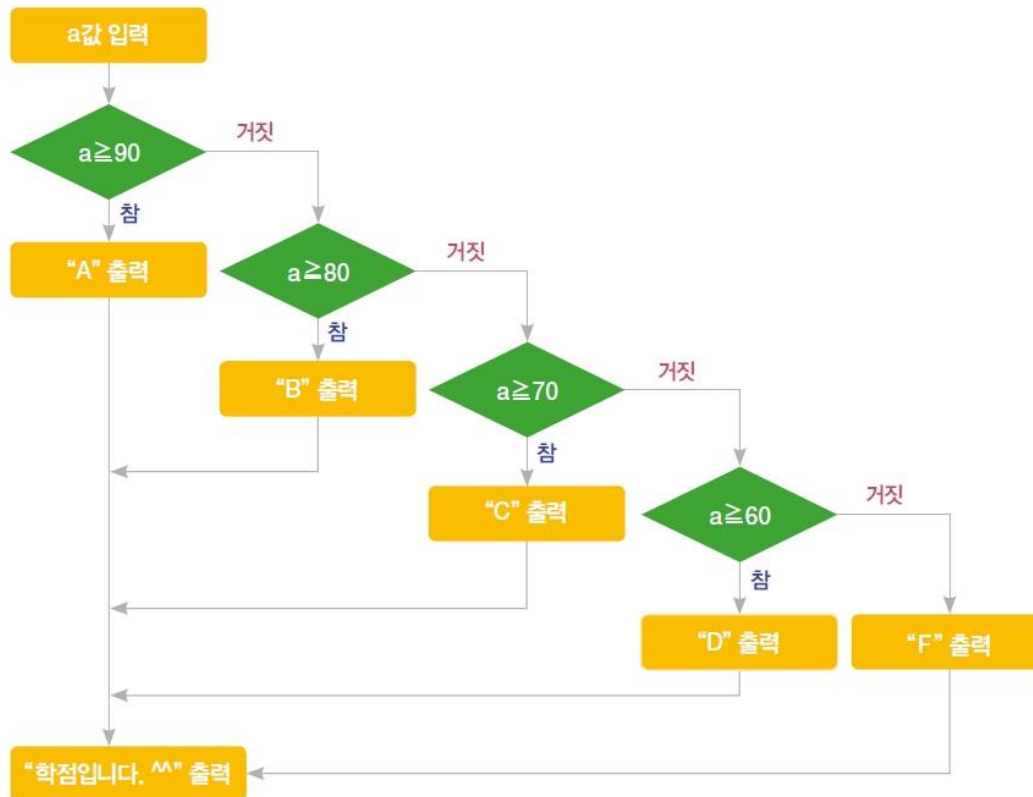 a값 입력
a≧90
거짓
참
“A” 출력
a≧80
거짓
참
“B” 출력
a≧70
거짓
참
“C” 출력
a≧60
거짓
참
“D” 출력
“F” 출력
“학점입니다. ^^” 출력